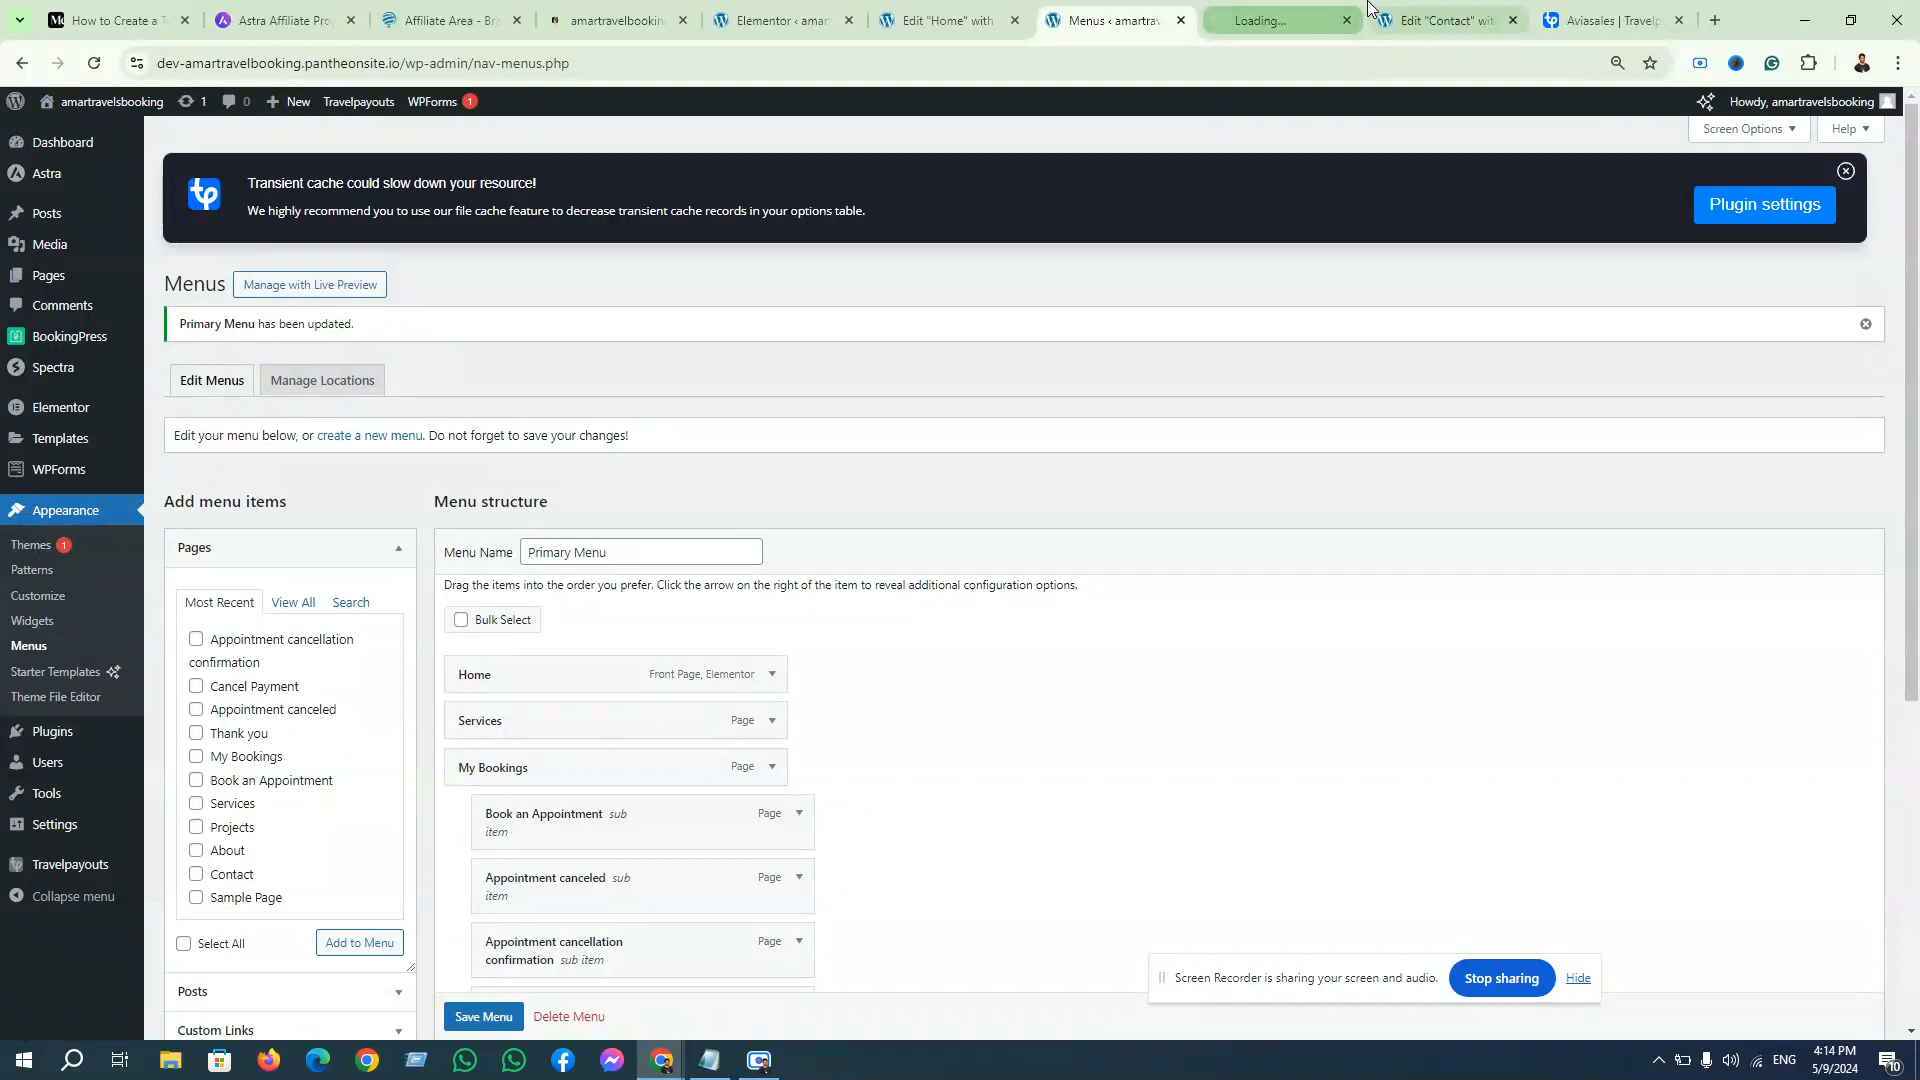 How to Create a T
Astra Affiliate Pro
Affiliate Area - Bra
amartravelbookin
Elementor ‹ amar
Edit "Home" with
Menus ‹ amartrav
Loading...
Edit "Contact" wit
Aviasales | Travelp
dev-amartravelbooking.pantheonsite.io/wp-admin/nav-menus.php
amartravelsbooking
1
0
New
Travelpayouts
WPForms 1
Howdy, amartravelsbooking
Screen Options
Help
Dashboard
Astra
Posts
Media
Pages
Comments
BookingPress
Spectra
Elementor
Templates
WPForms
Appearance
Themes 1
Patterns
Customize
Widgets
Menus
Starter Templates
Theme File Editor
Plugins
Users
Tools
Settings
Travelpayouts
Collapse menu
tp
Transient cache could slow down your resource!
We highly recommend you to use our file cache feature to decrease transient cache records in your options table.
Plugin settings
Menus
Manage with Live Preview
Primary Menu has been updated.
Edit Menus
Manage Locations
Edit your menu below, or create a new menu. Do not forget to save your changes!
Add menu items
Pages
Most Recent
View All
Search
Appointment cancellation
confirmation
Cancel Payment
Appointment canceled
Thank you
My Bookings
Book an Appointment
Services
Projects
About
Contact
Sample Page
Select All
Add to Menu
Posts
Custom Links
Menu structure
Menu Name
Primary Menu
Drag the items into the order you prefer. Click the arrow on the right of the item to reveal additional configuration options.
Bulk Select
Home
Front Page, Elementor
Services
Page
My Bookings
Page
Book an Appointment sub
item
Page
Appointment canceled sub
item
Page
Appointment cancellation
confirmation sub item
Page
Save Menu
Delete Menu
Screen Recorder is sharing your screen and audio.
Stop sharing
Hide
ENG
4:14 PM
5/9/2024
10